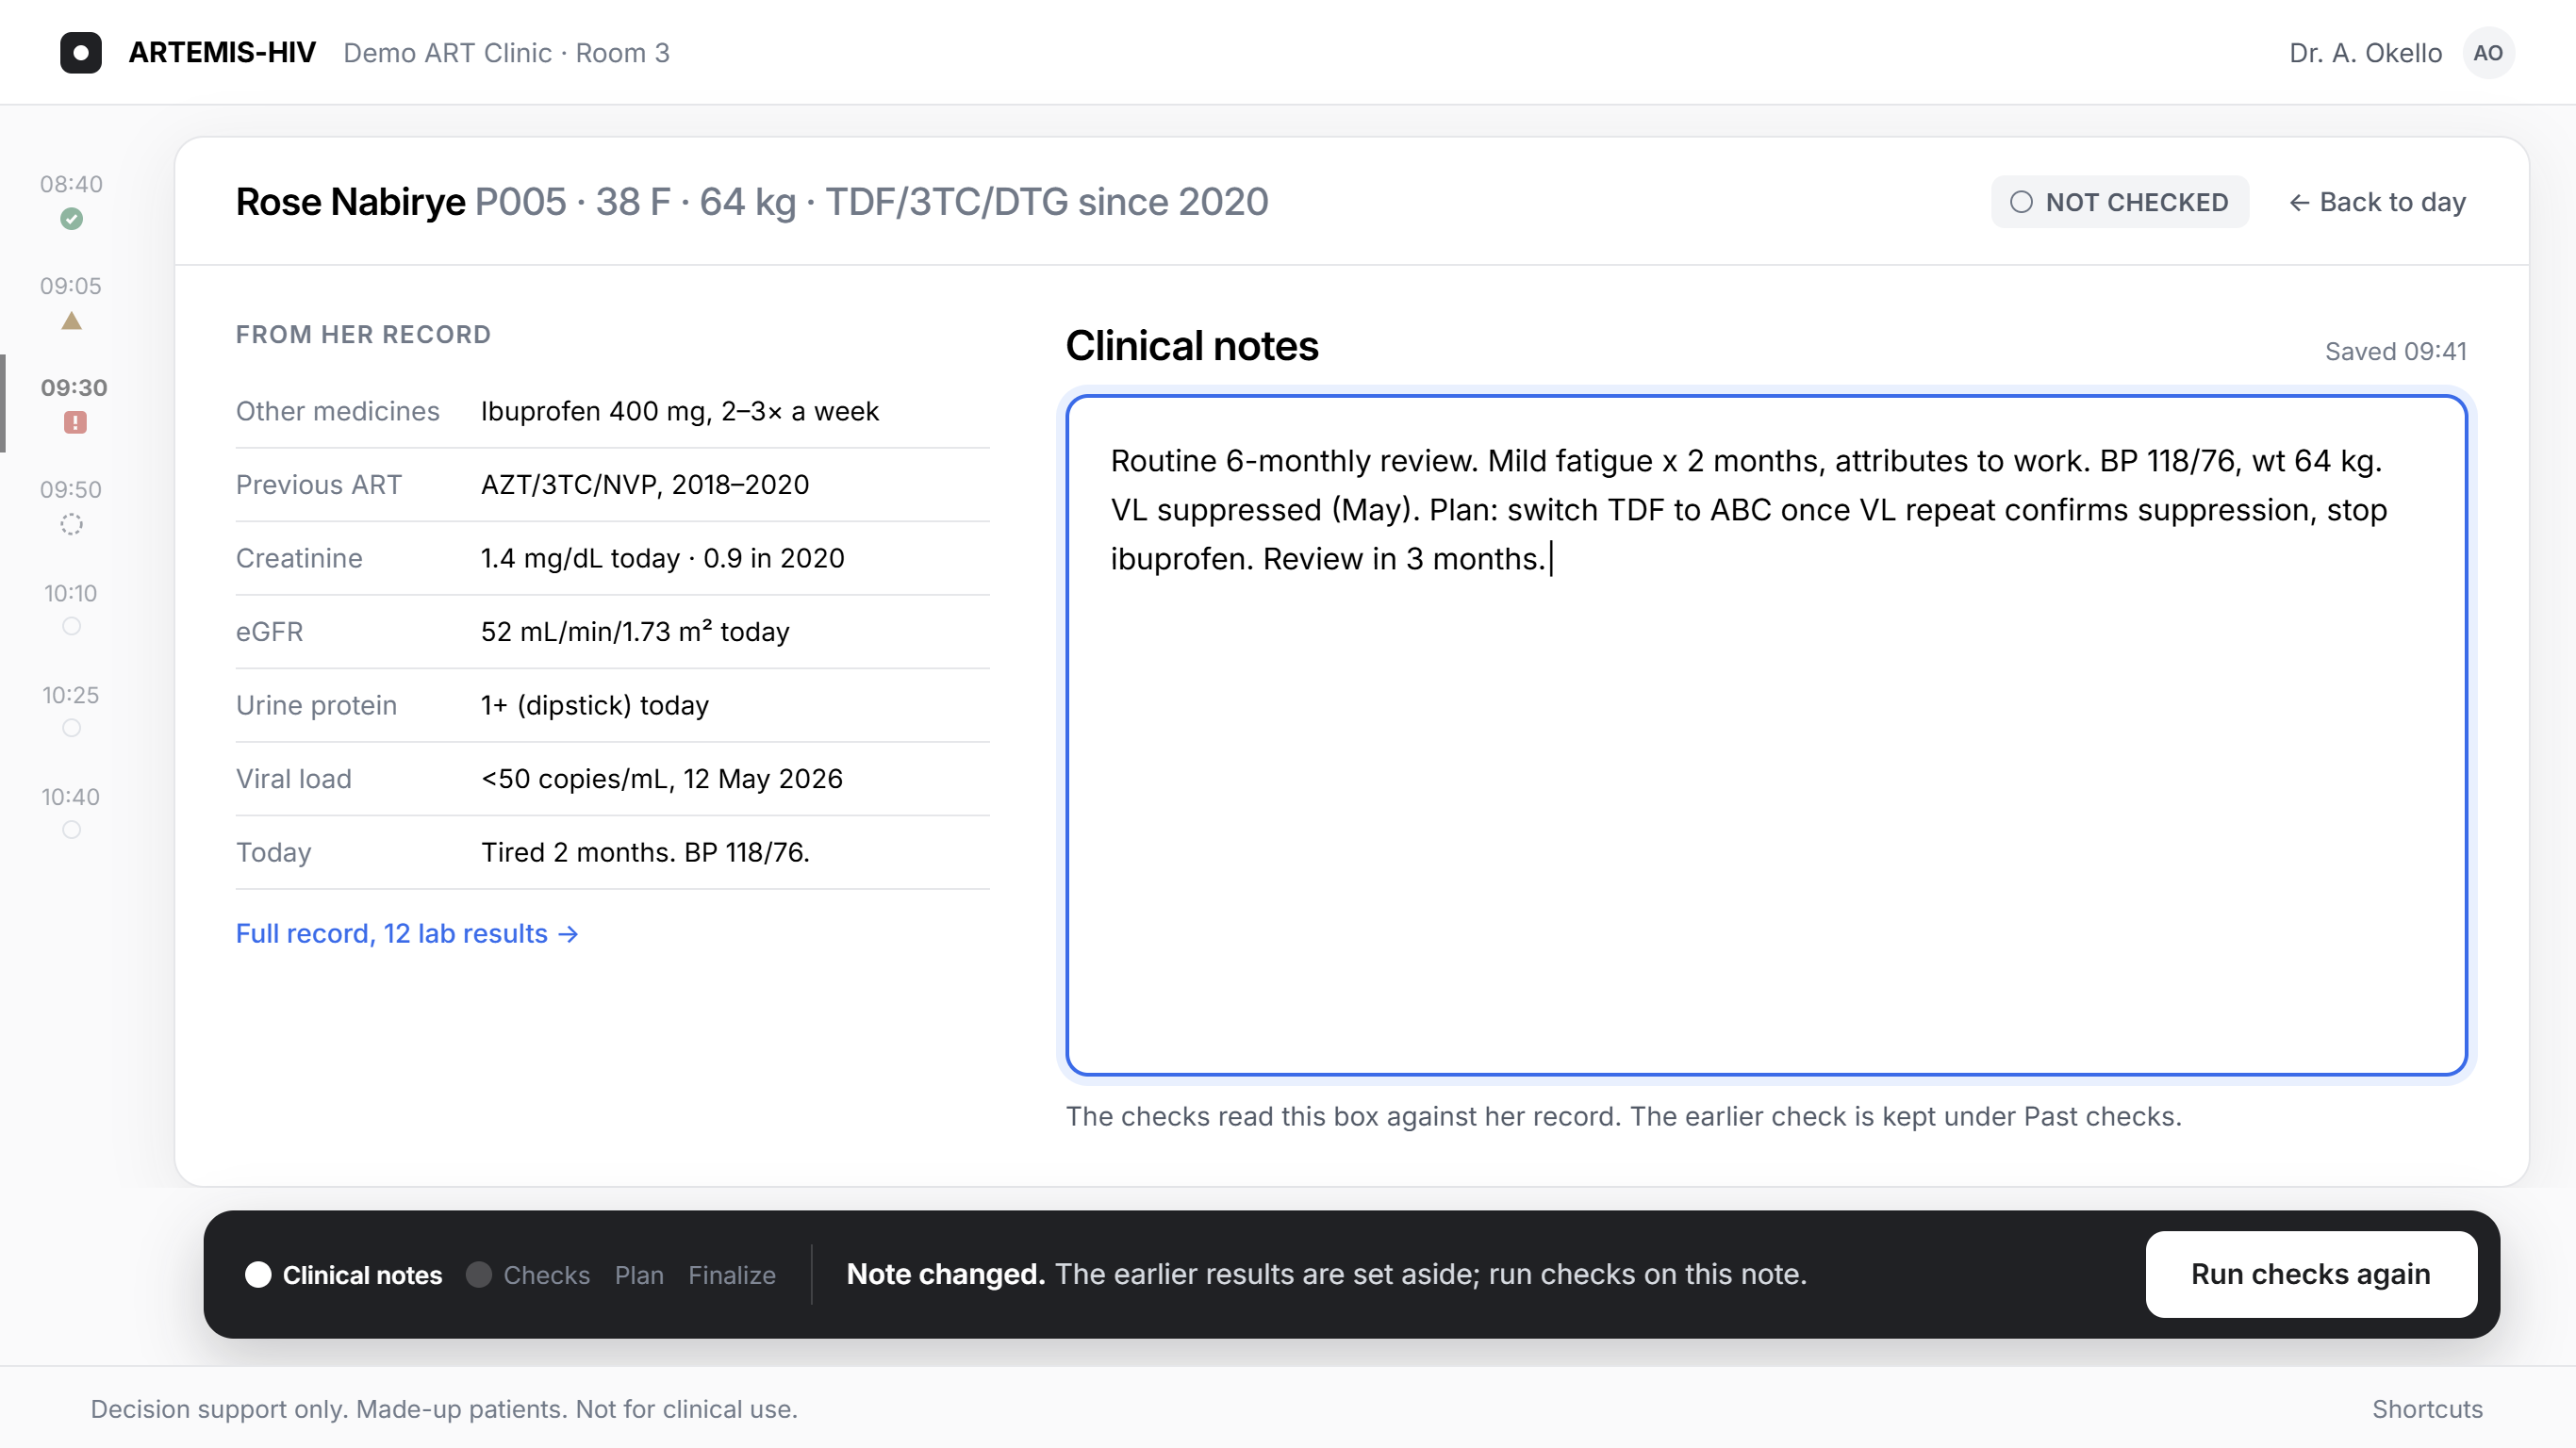 ARTEMIS-HIV Demo ART Clinic · Room 3
Dr. A. Okello AO
08:40
09:05
09:30
09:50
10:10
10:25
10:40
Rose Nabirye P005 · 38 F · 64 kg · TDF/3TC/DTG since 2020
NOT CHECKED
← Back to day
FROM HER RECORD
Other medicines Ibuprofen 400 mg, 2–3× a week
Previous ART AZT/3TC/NVP, 2018–2020
Creatinine 1.4 mg/dL today · 0.9 in 2020
eGFR 52 mL/min/1.73 m² today
Urine protein 1+ (dipstick) today
Viral load <50 copies/mL, 12 May 2026
Today Tired 2 months. BP 118/76.
Full record, 12 lab results →
Clinical notes
Saved 09:41
Routine 6-monthly review. Mild fatigue x 2 months, attributes to work. BP 118/76, wt 64 kg.
VL suppressed (May). Plan: switch TDF to ABC once VL repeat confirms suppression, stop
ibuprofen. Review in 3 months.
The checks read this box against her record. The earlier check is kept under Past checks.
Clinical notes Checks Plan Finalize
Note changed. The earlier results are set aside; run checks on this note.
Run checks again
Decision support only. Made-up patients. Not for clinical use.
Shortcuts